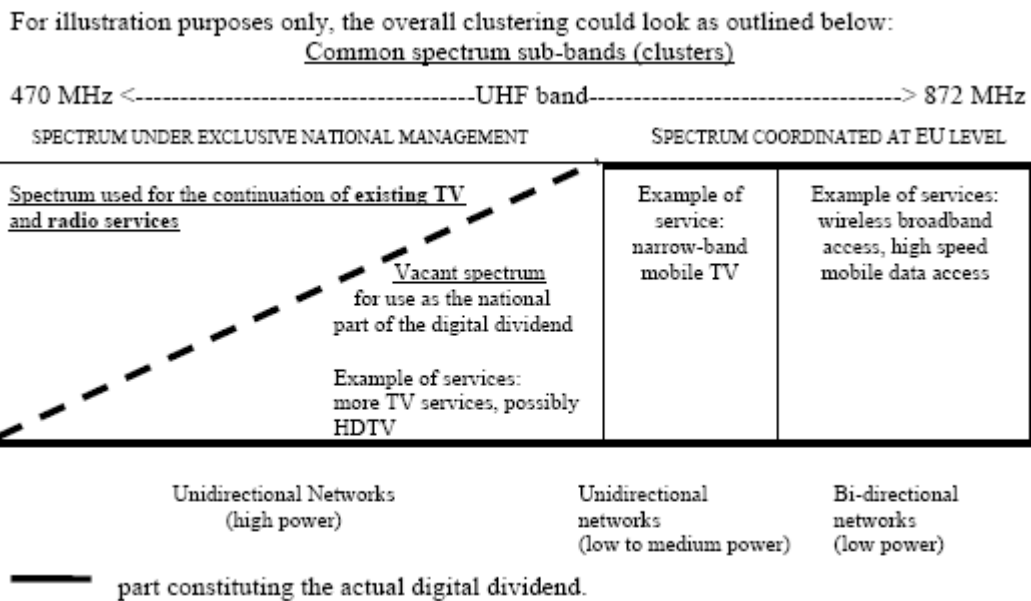 For illustration purposes only, the overall clustering could look as outlined below:
Common spectrum sub-bands (clusters)
470 MHz <--------------------------------------UHF band-----------------------------------> 872 MHz
SPECTRUM UNDER EXCLUSIVE NATIONAL MANAGEMENT
SPECTRUM COORDINATED AT EU LEVEL
Spectrum used for the continuation of existing TV
and radio services
Vacant spectrum
for use as the national
part of the digital dividend
Example of services:
more TV services, possibly
HDTV
Example of
service:
narrow-band
mobile TV
Example of services:
wireless broadband
access, high speed
mobile data access
Unidirectional Networks
(high power)
Unidirectional
networks
(low to medium power)
Bi-directional
networks
(low power)
part constituting the actual digital dividend.